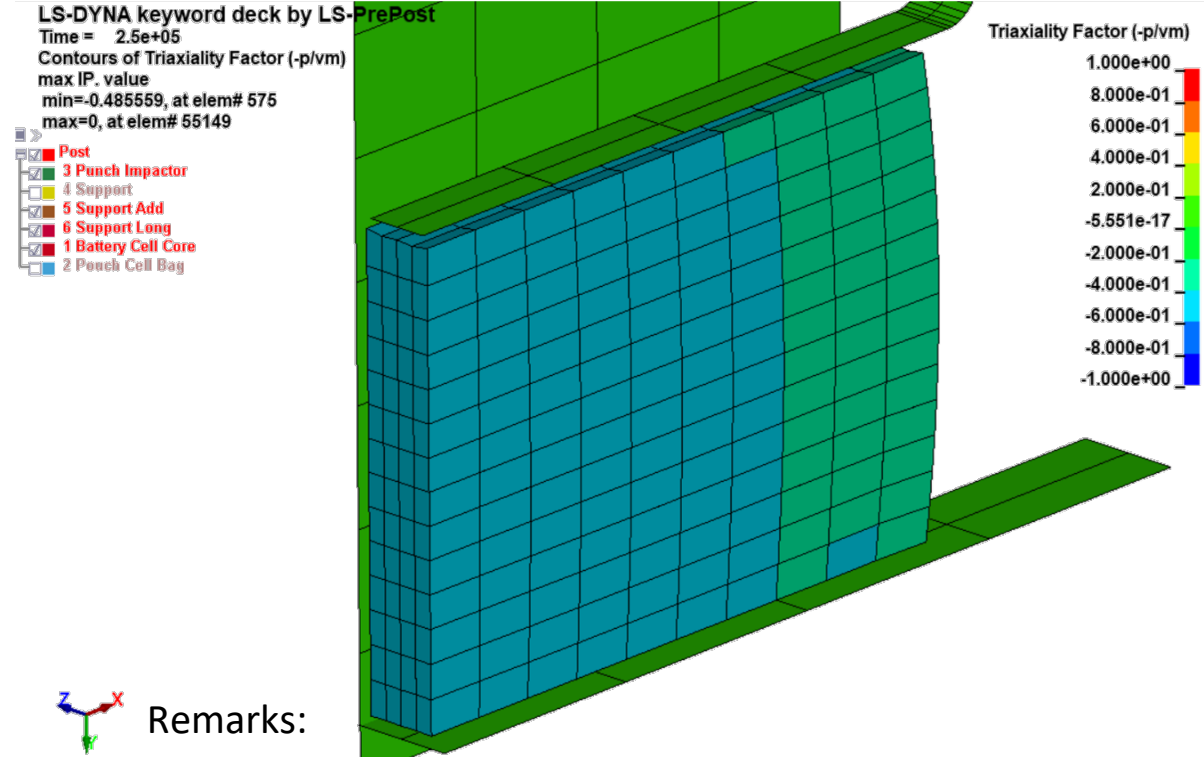 LS-DYNA keyword deck by LS-PrePost
Time = 2.5e+05
Contours of Triaxiality Factor (-p/vm)
max IP. value
min=-0.485559, at elem# 575
max=0, at elem# 55149
Post
3 Punch Impactor
4 Support
5 Support Add
6 Support Long
1 Battery Cell Core
2 Pouch Cell Bag
Triaxiality Factor (-p/vm)
1.000e+00
8.000e-01
6.000e-01
4.000e-01
2.000e-01
-5.551e-17
-2.000e-01
-4.000e-01
-6.000e-01
-8.000e-01
-1.000e+00
Z X
Y
Remarks: